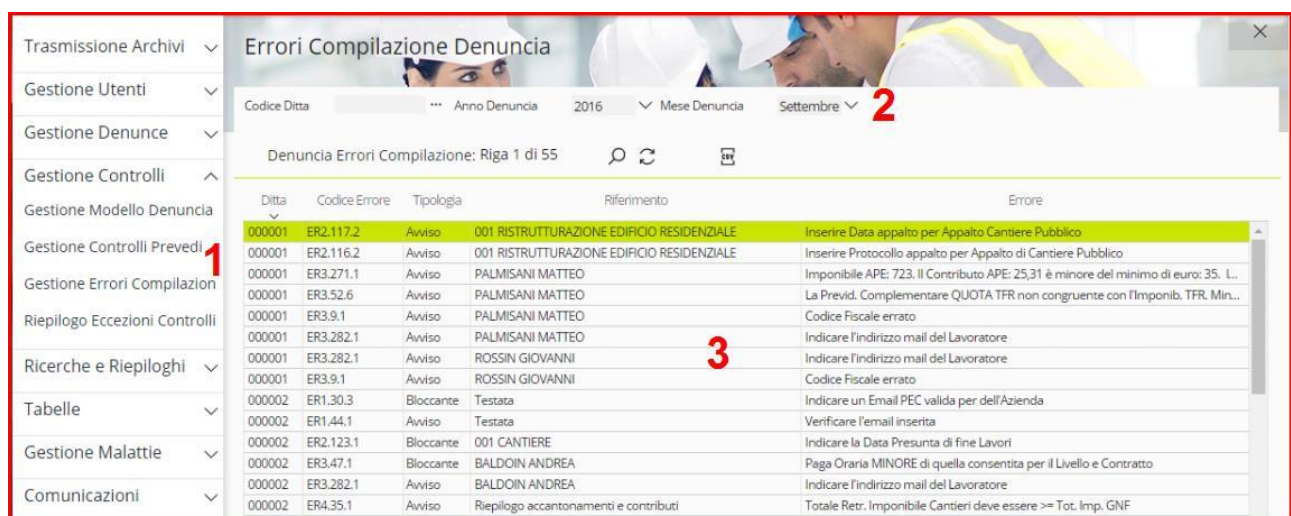 Trasmissione Archivi
Gestione Utenti
Gestione Denunce
Gestione Controlli
Gestione Modello Denuncia
Gestione Controlli Prevedi
1
Gestione Errori Compilazion
Riepilogo Eccezioni Controlli
Ricerche e Riepiloghi
Tabelle
Gestione Malattie
Comunicazioni
Errori Compilazione Denuncia
Codice Ditta ... Anno Denuncia 2016 Mese Denuncia Settembre 2
Denuncia Errori Compilazione: Riga 1 di 55 CSV
Ditta Codice Errore Tipologia Riferimento Errore
000001 ER2.117.2 Avviso 001 RISTRUTTURAZIONE EDIFICIO RESIDENZIALE Inserire Data appalto per Appalto Cantiere Pubblico
000001 ER2.116.2 Avviso 001 RISTRUTTURAZIONE EDIFICIO RESIDENZIALE Inserire Protocollo appalto per Appalto di Cantiere Pubblico
000001 ER3.271.1 Avviso PALMISANI MATTEO Imponibile APE: 723. Il Contributo APE: 25,31 è minore del minimo di euro: 35. I...
000001 ER3.52.6 Avviso PALMISANI MATTEO La Previd. Complementare QUOTA TFR non congruente con l'Imponib. TFR. Min...
000001 ER3.9.1 Avviso PALMISANI MATTEO Codice Fiscale errato
000001 ER3.282.1 Avviso PALMISANI MATTEO Indicare l'indirizzo mail del Lavoratore
000001 ER3.282.1 Avviso ROSSIN GIOVANNI 3 Indicare l'indirizzo mail del Lavoratore
000001 ER3.9.1 Avviso ROSSIN GIOVANNI Codice Fiscale errato
000002 ER1.30.3 Bloccante Testata Indicare un Email PEC valida per dell'Azienda
000002 ER1.44.1 Avviso Testata Verificare l'email inserita
000002 ER2.123.1 Bloccante 001 CANTIERE Indicare la Data Presunta di fine Lavori
000002 ER3.47.1 Bloccante BALDOIN ANDREA Paga Oraria MINORE di quella consentita per il Livello e Contratto
000002 ER3.282.1 Avviso BALDOIN ANDREA Indicare l'indirizzo mail del Lavoratore
000002 ER4.35.1 Avviso Riepilogo accantonamenti e contributi Totale Retr. Imponibile Cantieri deve essere >= Tot. Imp. GNF